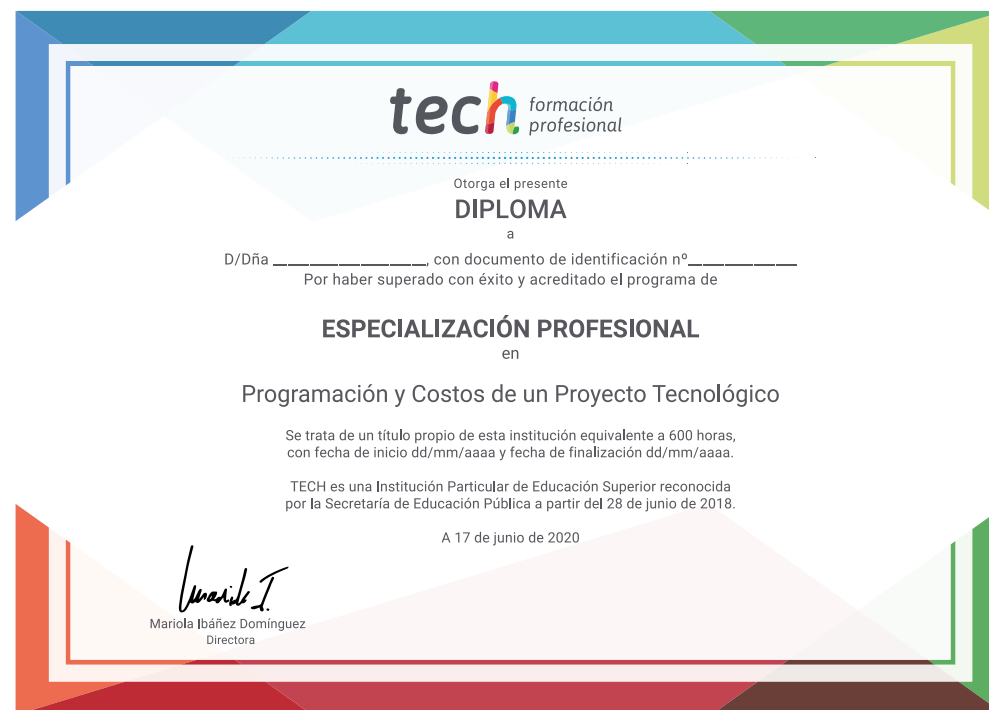 tech formación
profesional
Otorga el presente
DIPLOMA
a
D/Dña ____________________, con documento de identificación nº______________
Por haber superado con éxito y acreditado el programa de
ESPECIALIZACIÓN PROFESIONAL
en
Programación y Costos de un Proyecto Tecnológico
Se trata de un título propio de esta institución equivalente a 600 horas,
con fecha de inicio dd/mm/aaaa y fecha de finalización dd/mm/aaaa.
TECH es una Institución Particular de Educación Superior reconocida
por la Secretaría de Educación Pública a partir del 28 de junio de 2018.
A 17 de junio de 2020
Mariola Ibáñez Domínguez
Directora